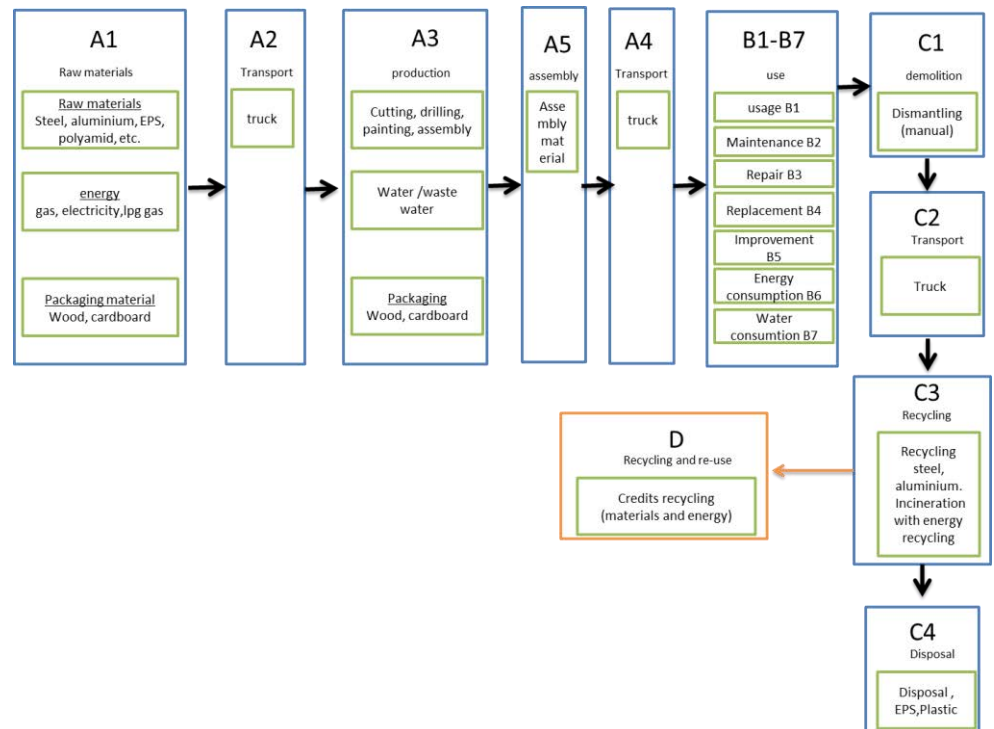 A1
Raw materials
Raw materials
Steel, aluminium, EPS,
polyamid, etc.
energy
gas, electricity,lpg gas
Packaging material
Wood, cardboard
A2
Transport
truck
A3
production
Cutting, drilling,
painting, assembly
Water /waste
water
Packaging
Wood, cardboard
A5
assembly
Asse
mbly
mat
erial
A4
Transport
truck
B1-B7
use
usage B1
Maintenance B2
Repair B3
Replacement B4
Improvement
B5
Energy
consumption B6
Water
consumtion B7
C1
demolition
Dismantling
(manual)
C2
Transport
Truck
C3
Recycling
Recycling
steel,
aluminium.
Incineration
with energy
recycling
D
Recycling and re-use
Credits recycling
(materials and energy)
C4
Disposal
Disposal ,
EPS,Plastic